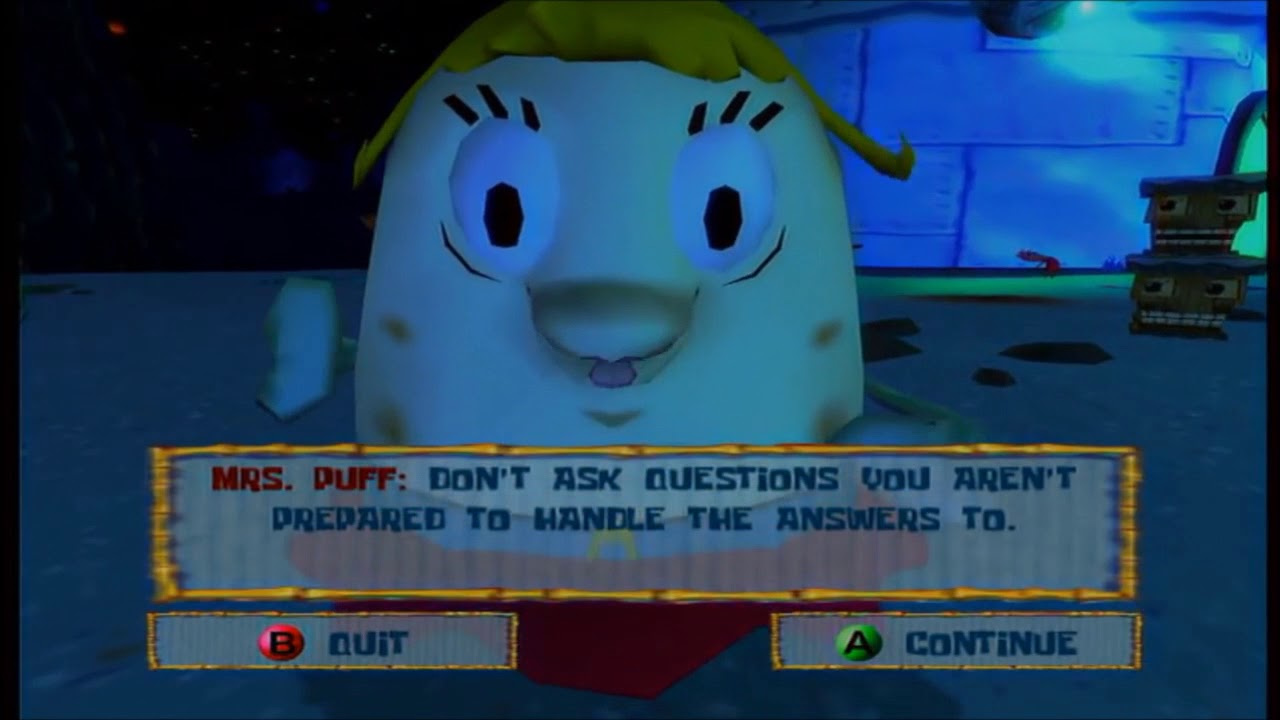 MRS. PUFF: DON'T ASK QUESTIONS YOU AREN'T
PREPARED TO HANDLE THE ANSWERS TO.
B QUIT
A CONTINUE